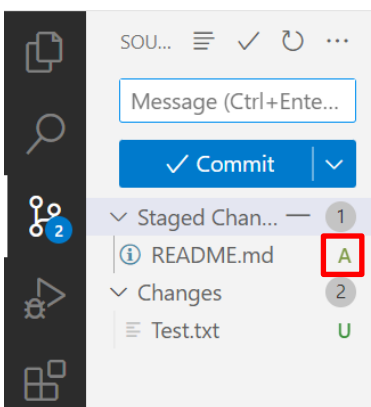 SOU...
Message (Ctrl+Ente...
Commit
2
Staged Chan... 1
README.md A
Changes 2
Test.txt U